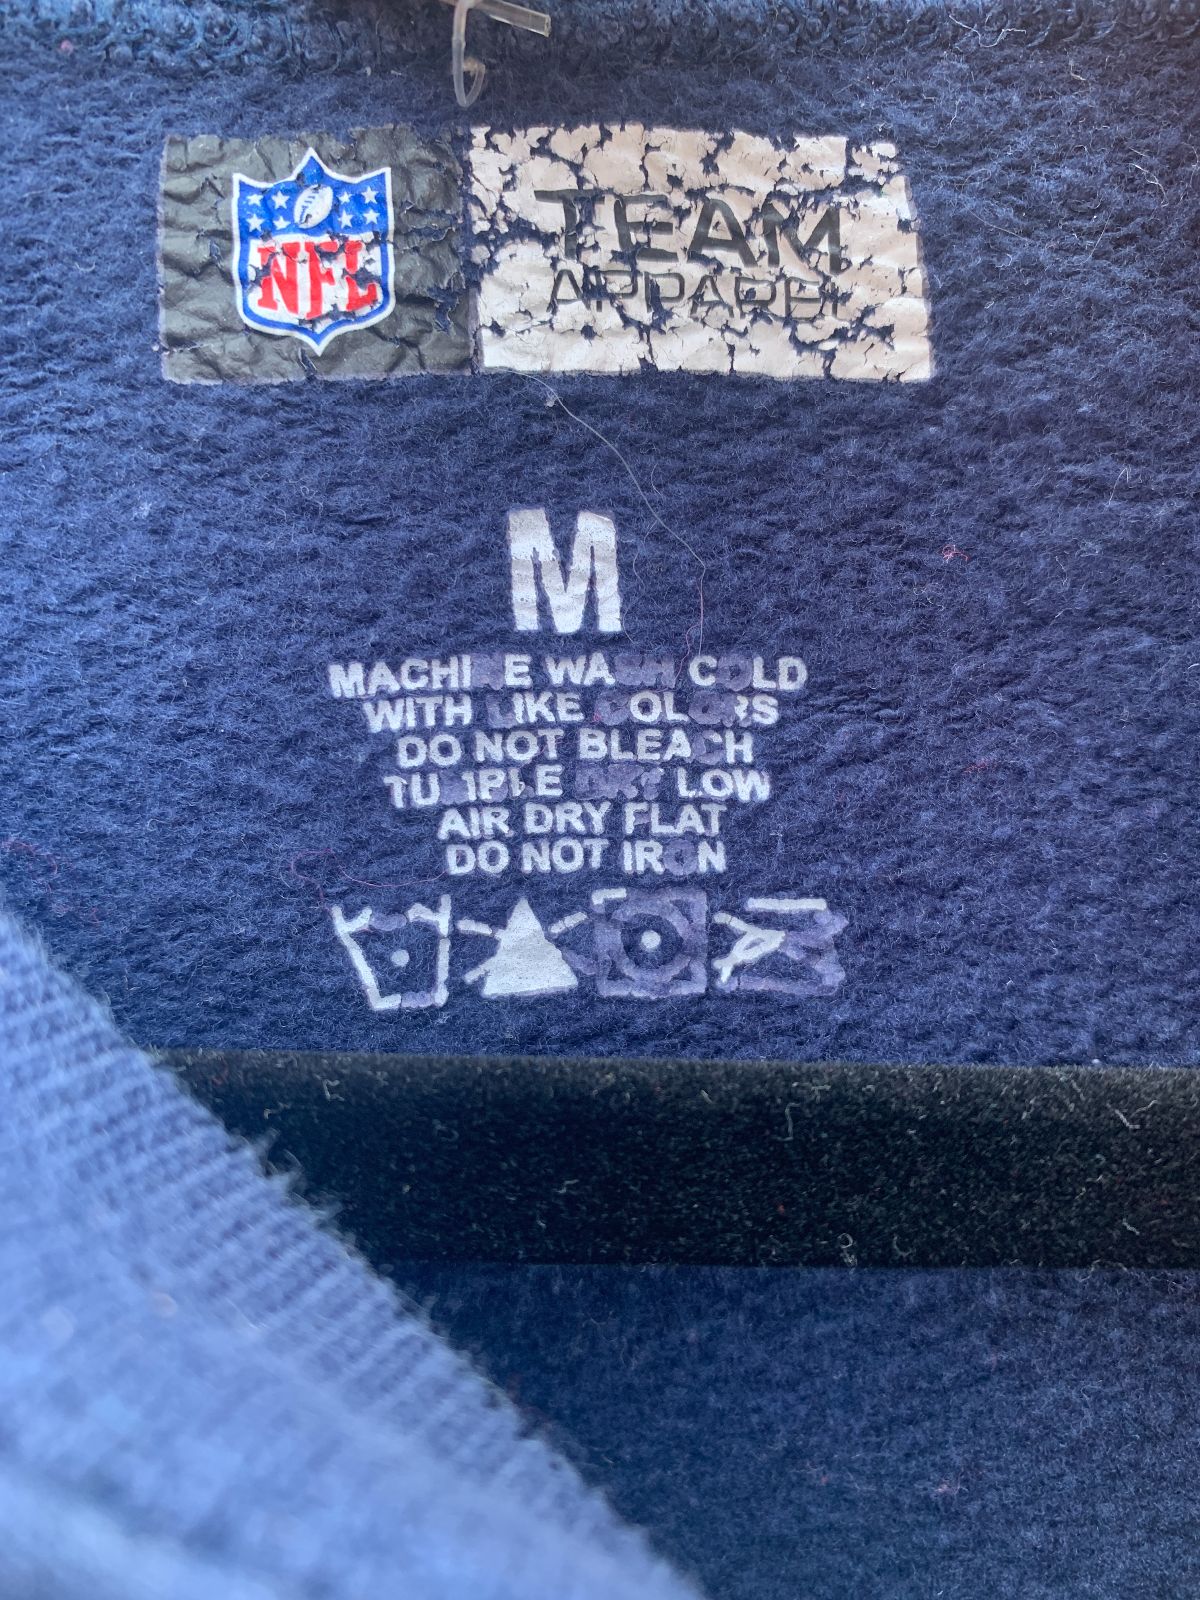 NFL
TEAM
APPAREL
M
MACHINE WASH COLD
WITH LIKE COLORS
DO NOT BLEACH
TUMBLE DRY LOW
AIR DRY FLAT
DO NOT IRON